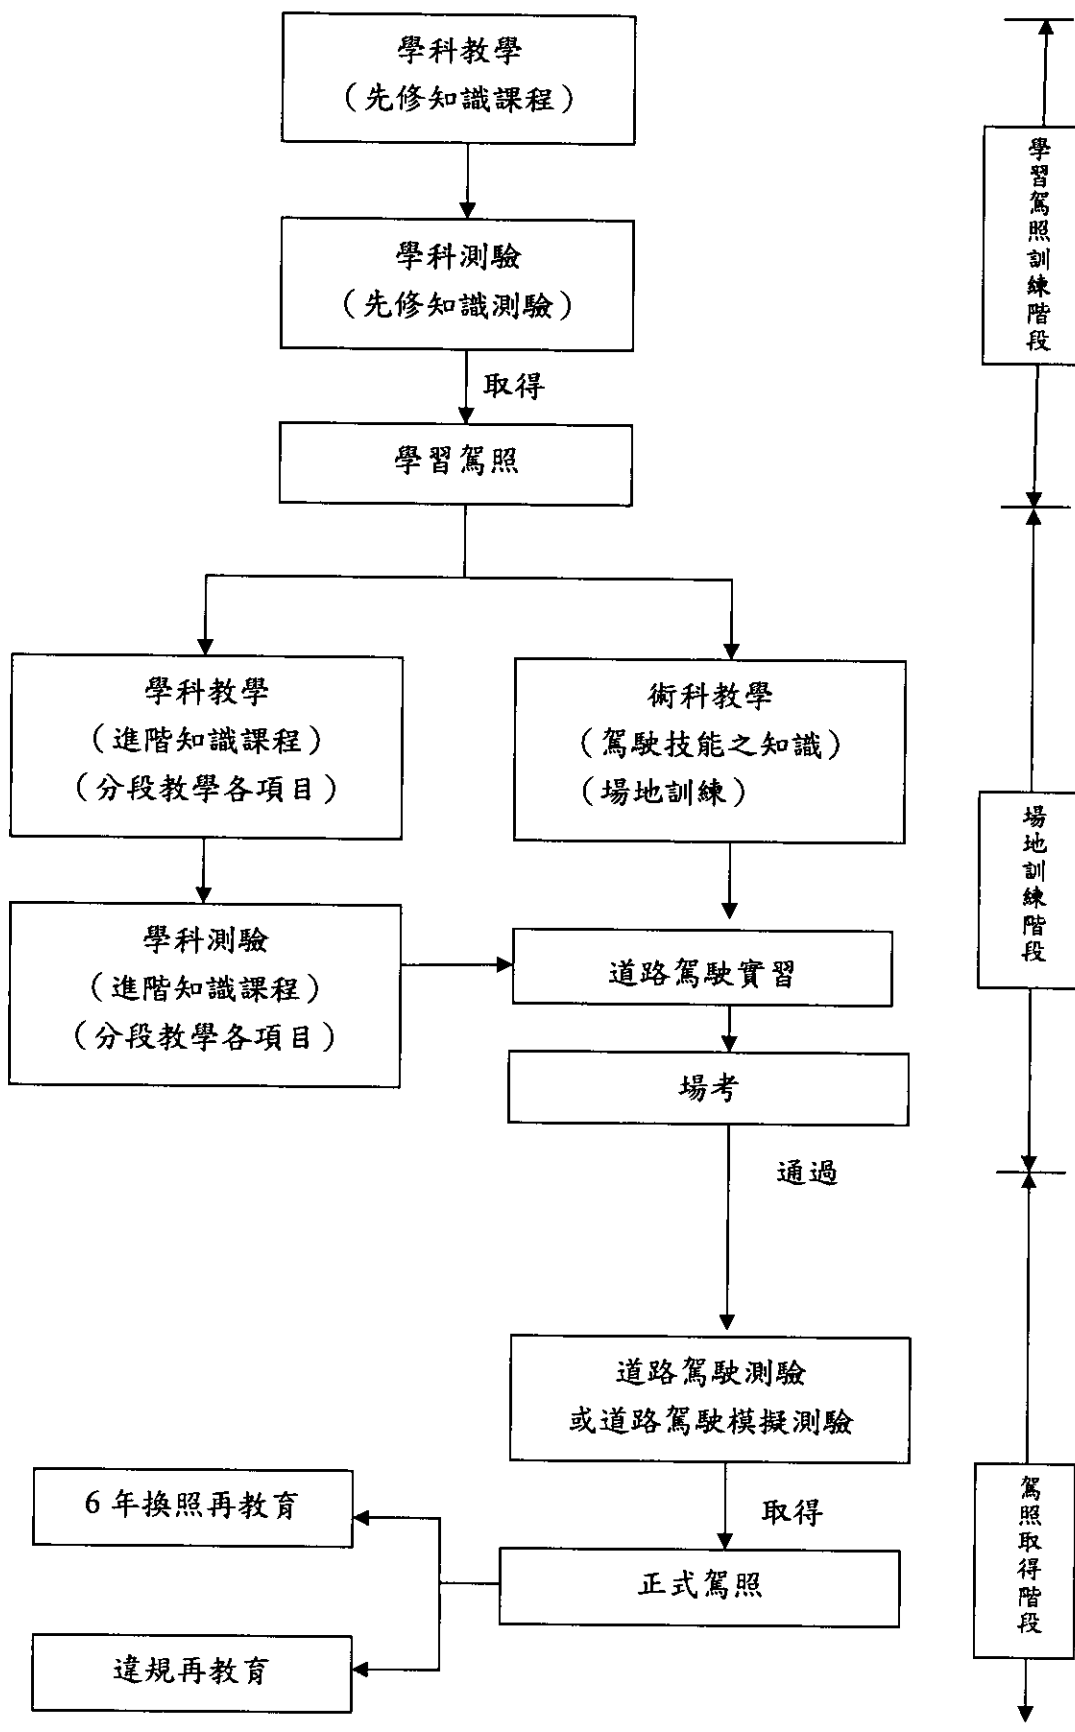 學科教學
（先修知識課程）
學科測驗
（先修知識測驗）
取得
學習駕照
學科教學
（進階知識課程）
（分段教學各項目）
術科教學
（駕駛技能之知識）
（場地訓練）
學科測驗
（進階知識課程）
（分段教學各項目）
道路駕駛實習
場考
通過
道路駕駛測驗
或道路駕駛模擬測驗
取得
正式駕照
6 年換照再教育
違規再教育
學習駕照訓練階段
場地訓練階段
駕照取得階段